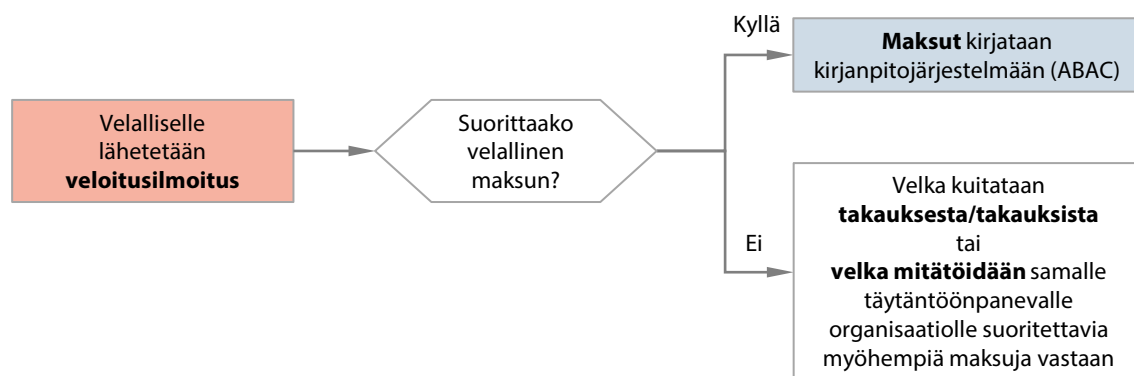 Velalliselle
lähetetään
veloitusilmoitus
Suorittaako
velallinen
maksun?
Kyllä
Maksut kirjataan
kirjanpitojärjestelmään (ABAC)
Ei
Velka kuitataan
takauksesta/takauksista
tai
velka mitätöidään samalle
täytäntöönpanevalle
organisaatiolle suoritettavia
myöhempiä maksuja vastaan